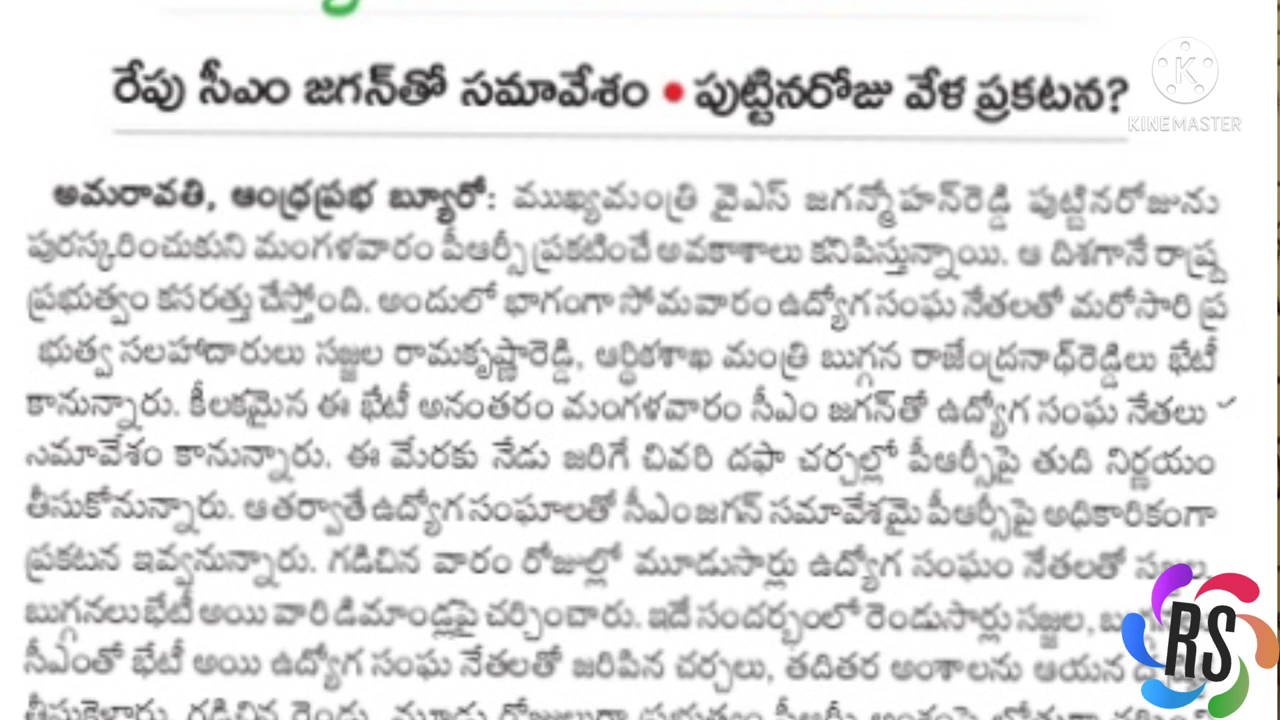 రేపు సీఎం జగన్‌తో సమావేశం • పుట్టినరోజు వేళ ప్రకటన?
KINEMASTER
అమరావతి, ఆంధ్రప్రభ బ్యూరో: ముఖ్యమంత్రి వైఎస్ జగన్మోహన్‌రెడ్డి పుట్టినరోజును
పురస్కరించుకుని మంగళవారం పీఆర్సీ ప్రకటించే అవకాశాలు కనిపిస్తున్నాయి. ఆ దిశగానే రాష్ట్ర
ప్రభుత్వం కసరత్తు చేస్తోంది. అందులో భాగంగా సోమవారం ఉద్యోగ సంఘ నేతలతో మరోసారి ప్ర
భుత్వ సలహాదారులు సజ్జల రామకృష్ణారెడ్డి, ఆర్థికశాఖ మంత్రి బుగ్గన రాజేంద్రనాథ్‌రెడ్డిలు భేటీ
కానున్నారు. కీలకమైన ఈ భేటీ అనంతరం మంగళవారం సీఎం జగన్‌తో ఉద్యోగ సంఘ నేతలు
సమావేశం కానున్నారు. ఈ మేరకు నేడు జరిగే చివరి దఫా చర్చల్లో పీఆర్సీపై తుది నిర్ణయం
తీసుకోనున్నారు. ఆతర్వాతే ఉద్యోగ సంఘాలతో సీఎం జగన్ సమావేశమై పీఆర్సీపై అధికారికంగా
ప్రకటన ఇవ్వనున్నారు. గడిచిన వారం రోజుల్లో మూడుసార్లు ఉద్యోగ సంఘం నేతలతో
బుగ్గనలు భేటీ అయి వారి డిమాండ్లపై చర్చించారు. ఇదే సందర్భంలో రెండుసార్లు సజ్జల,
సీఎంతో భేటీ అయి ఉద్యోగ సంఘ నేతలతో జరిపిన చర్చలు, తదితర అంశాలను ఆయన
RS